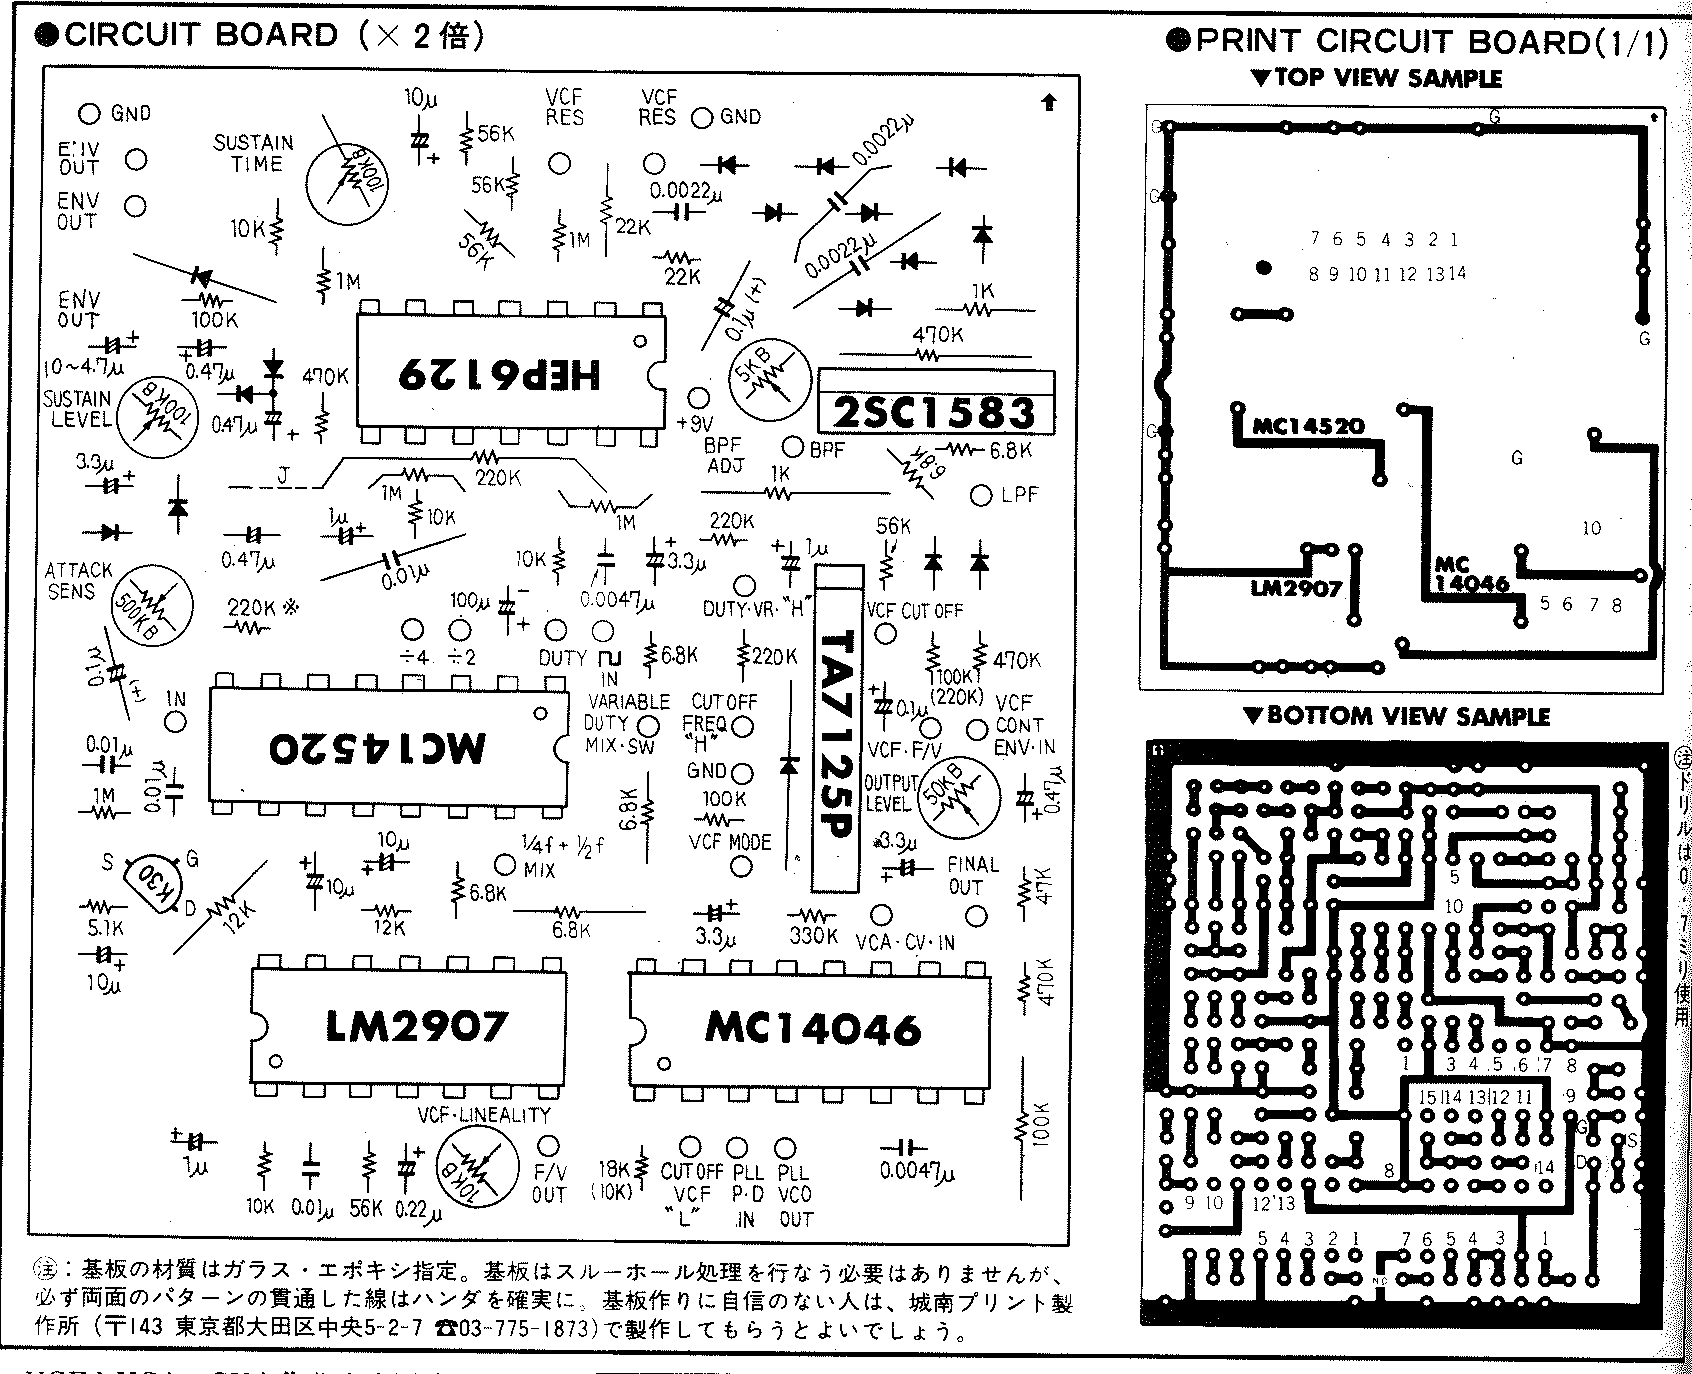 ●CIRCUIT BOARD (×2倍)
GND
ENV
OUT
ENV
OUT
SUSTAIN
TIME
100KB
10μ
+
56K
56K
56K
VCF
RES
VCF
RES
GND
0.0022μ
0.0022μ
0.0022μ
10K
1M
1M
22K
22K
100K
ENV
OUT
+
10~4.7μ
+
0.47μ
470K
HEP6129
0.1μ(+)
1K
470K
5KB
2SC1583
SUSTAIN
LEVEL
100KB
0.47μ
+
+9V
BPF
ADJ
BPF
6.8K
6.8K
3.3μ
+
J
220K
1M
10K
1M
1K
LPF
1μ
+
0.47μ
0.01μ
10K
0.0047μ
+
3.3μ
220K
+
1μ
56K
ATTACK
SENS
500KB
220K※
100μ
−
+
DUTY·VR·"H"
VCF CUT OFF
÷4
÷2
DUTY
IN
6.8K
220K
TA7125P
100K
(220K)
470K
0.1μ
(+)
IN
MC14520
VARIABLE
DUTY
MIX·SW
CUT OFF
FREQ
"H"
+
0.1μ
VCF
CONT
ENV·IN
VCF·F/V
GND
0.01μ
0.01μ
1M
6.8K
100K
VCF MODE
OUTPUT
LEVEL
50KB
0.47μ
+
S
G
D
K30
5.1K
10μ
+
12K
+
10μ
10μ
+
12K
6.8K
1/4f + 1/2f
MIX
6.8K
3.3μ
+
330K
3.3μ
+
FINAL
OUT
47K
VCA·CV·IN
470K
LM2907
MC14046
VCF·LINEALITY
100K
+
1μ
10K
0.01μ
56K
0.22μ
+
10KB
F/V
OUT
18K
(10K)
CUT OFF
VCF
"L"
PLL
P·D
IN
PLL
VCO
OUT
0.0047μ
注：基板の材質はガラス・エポキシ指定。基板はスルーホール処理を行なう必要はありませんが、
必ず両面のパターンの貫通した線はハンダを確実に。基板作りに自信のない人は、城南プリント製
作所（〒143 東京都大田区中央5-2-7 ☎03-775-1873)で製作してもらうとよいでしょう。
●PRINT CIRCUIT BOARD(1/1)
▼TOP VIEW SAMPLE
G
G
G
7 6 5 4 3 2 1
8 9 10 11 12 13 14
G
G
MC14520
G
10
MC
14046
LM2907
5 6 7 8
▼BOTTOM VIEW SAMPLE
5
10
1 3 4 5 6 7 8
15 14 13 12 11 9
G
S
D
8
14
9 10 12 13
5 4 3 2 1
7 6 5 4 3 1
NC
注ドリルは0.7ミリ使用